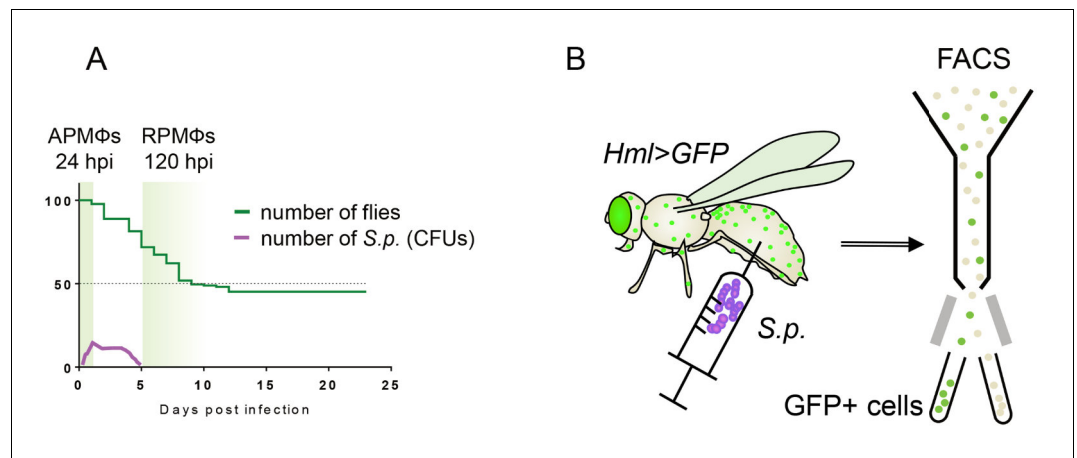 A
APMΦs
24 hpi
RPMΦs
120 hpi
100
50
0
number of flies
number of S.p. (CFUs)
0
5
10
15
20
25
Days post infection
B
Hml>GFP
S.p.
FACS
GFP+ cells